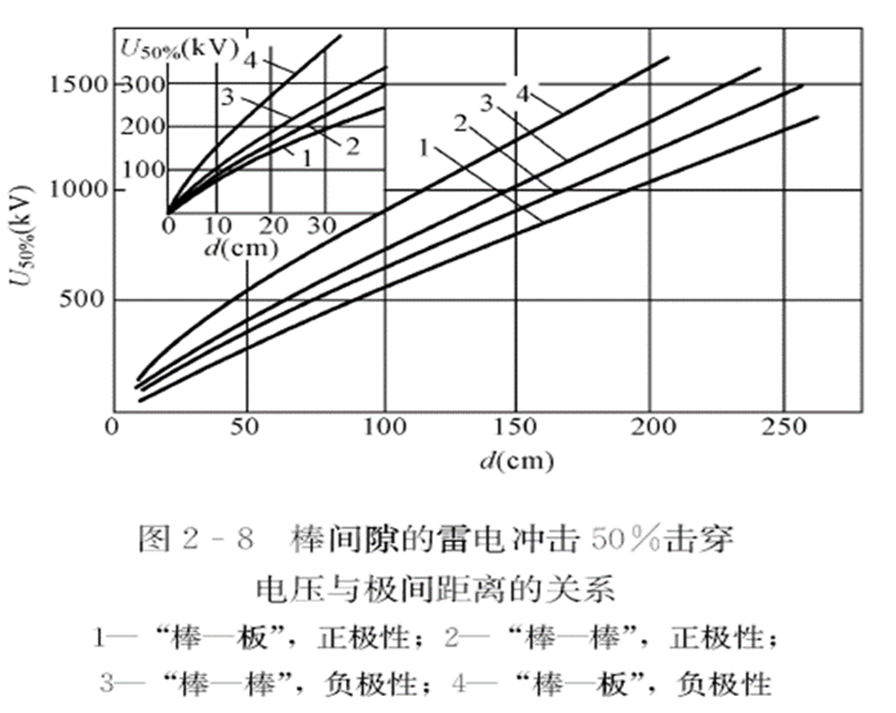 U50%(kV)
4
300
3
200
2
1
100
0 10 20 30
d(cm)
1500
1000
500
U50%(kV)
4
3
2
1
0 50 100 150 200 250
d(cm)
图 2－8 棒间隙的雷电冲击 50％击穿
电压与极间距离的关系
1—“棒—板”，正极性；2—“棒—棒”，正极性；
3—“棒—棒”，负极性；4—“棒—板”，负极性